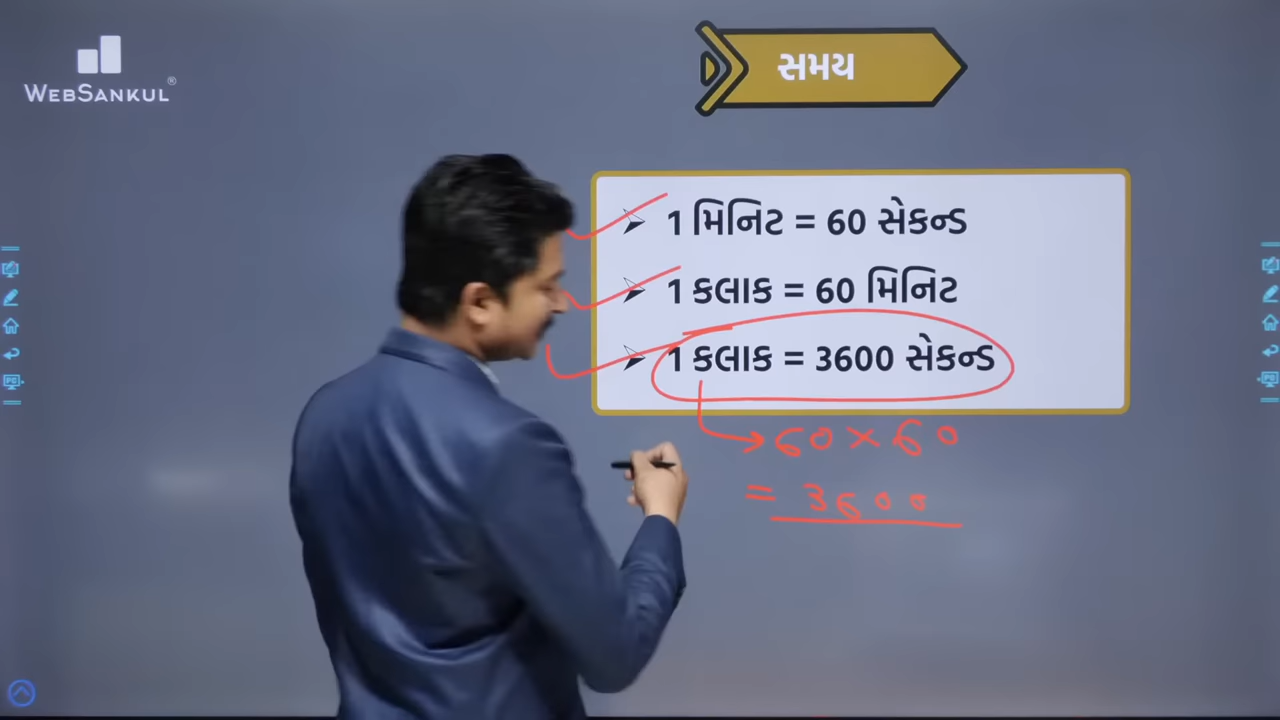 WEBSANKUL®
સમય
1 મિનિટ = 60 સેકન્ડ
1 કલાક = 60 મિનિટ
1 કલાક = 3600 સેકન્ડ
60 × 60
= 3600